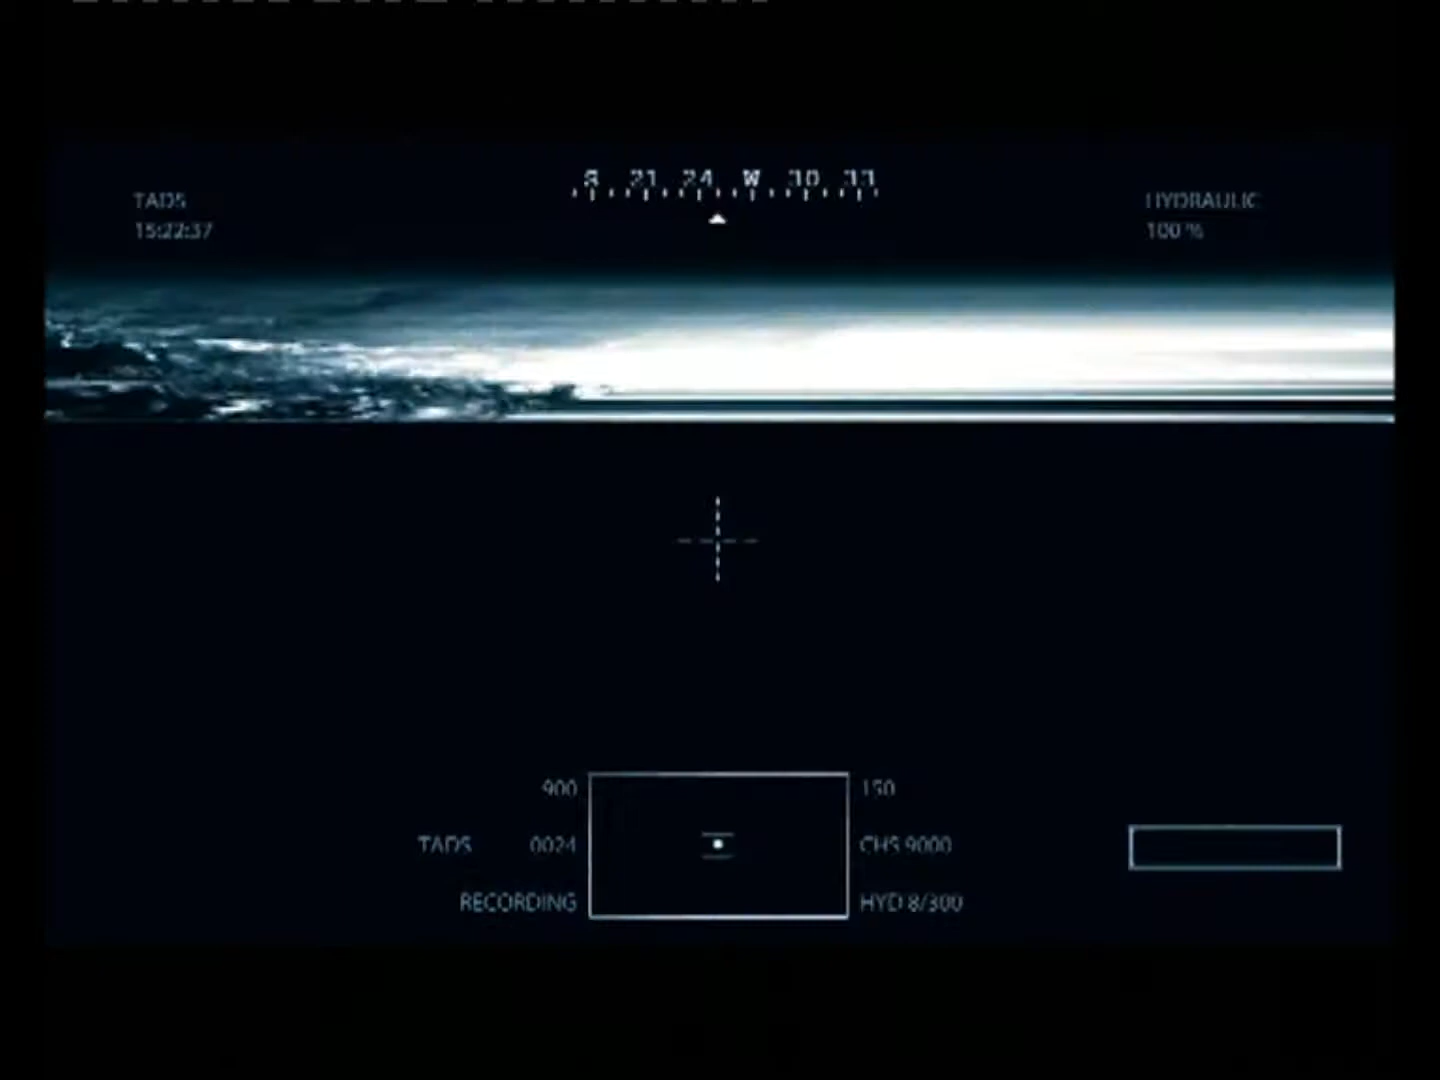 S 21 24 W 30 33
TADS
15:22:37
HYDRAULIC
100 %
900
150
TADS 0024
CHS 9000
RECORDING
HYD 8/300